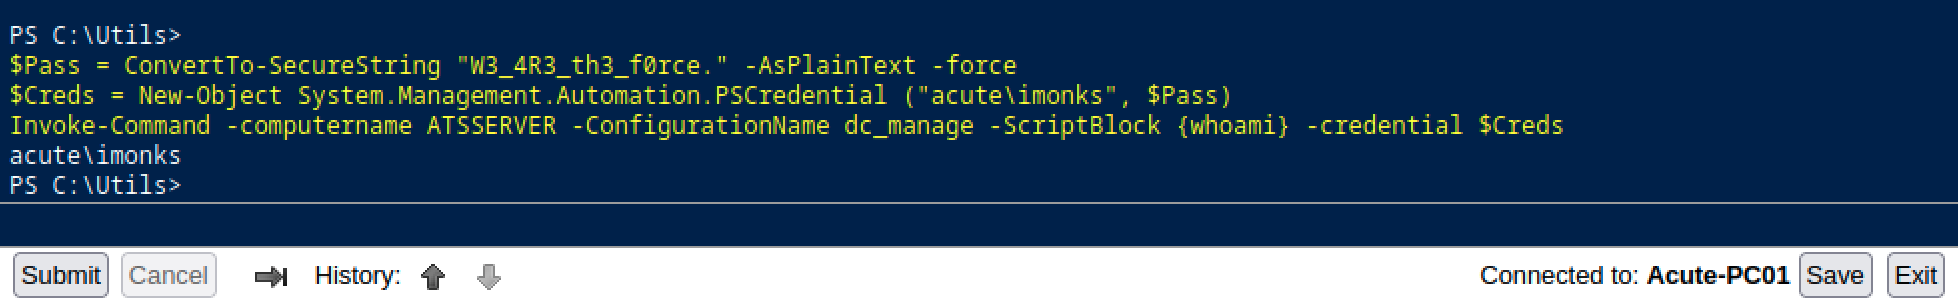 PS C:\Utils>
$Pass = ConvertTo-SecureString "W3_4R3_th3_f0rce." -AsPlainText -force
$Creds = New-Object System.Management.Automation.PSCredential ("acute\imonks", $Pass)
Invoke-Command -computername ATSSERVER -ConfigurationName dc_manage -ScriptBlock {whoami} -credential $Creds
acute\imonks
PS C:\Utils>
Submit Cancel History: Connected to: Acute-PC01 Save Exit